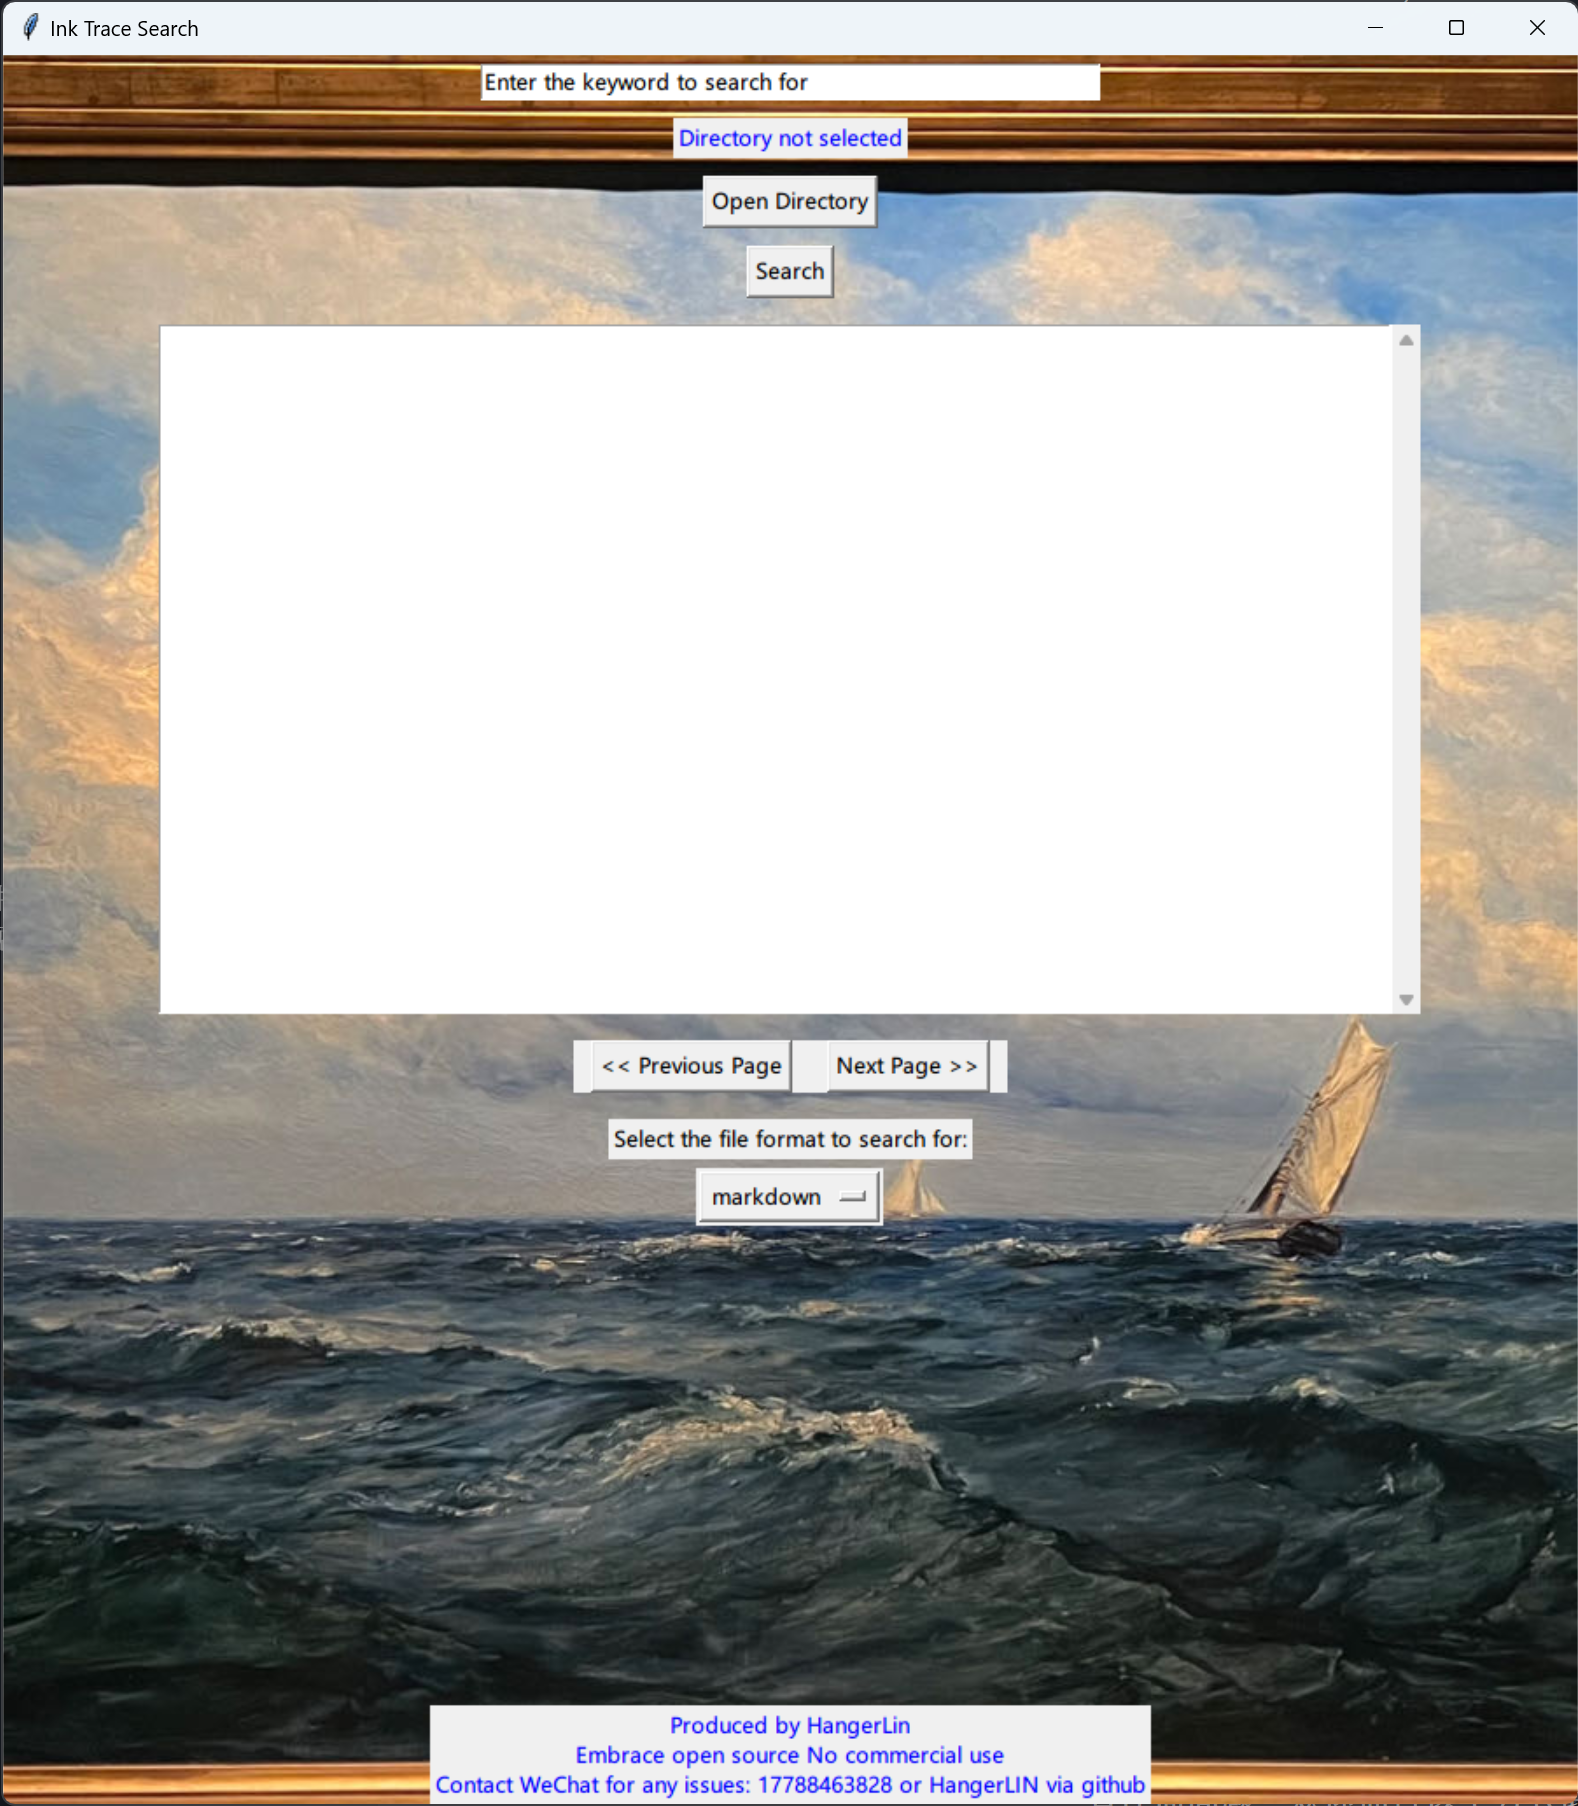 Ink Trace Search
Enter the keyword to search for
Directory not selected
Open Directory
Search
<< Previous Page Next Page >>
Select the file format to search for:
markdown
Produced by HangerLin
Embrace open source No commercial use
Contact WeChat for any issues: 17788463828 or HangerLIN via github